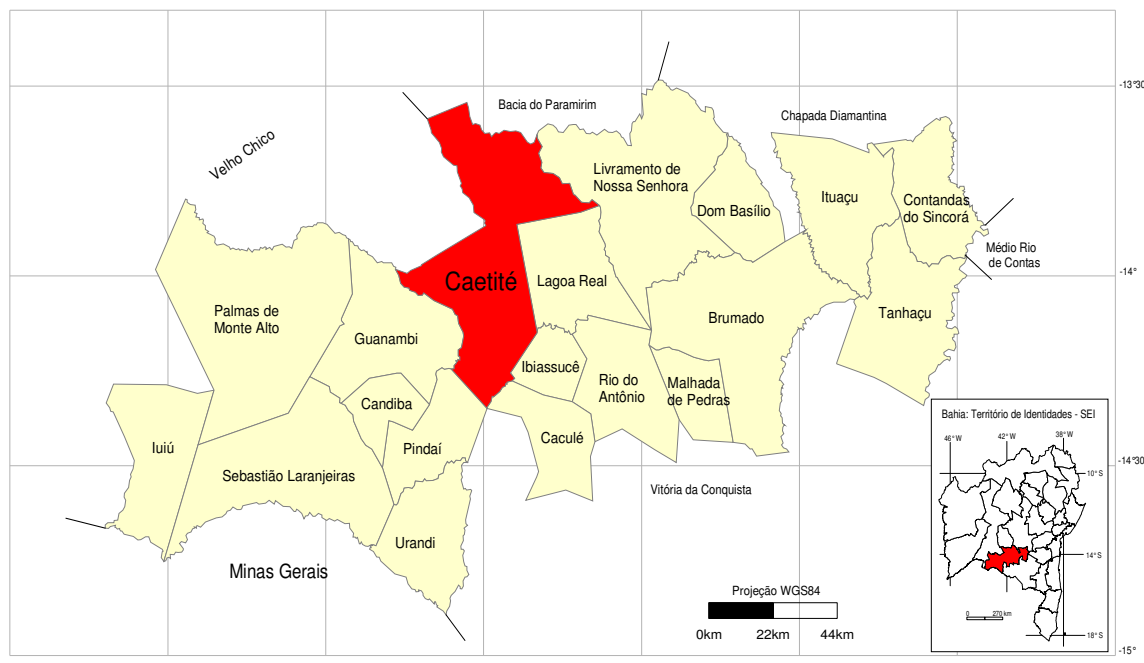 Bacia do Paramirim
Chapada Diamantina
Velho Chico
-13°30
Livramento de
Nossa Senhora
Dom Basílio
Ituaçu
Contandas
do Sincorá
Médio Rio
de Contas
-14°
Caetité
Lagoa Real
Palmas de
Monte Alto
Guanambi
Brumado
Tanhaçu
Ibiassucê
Rio do
Antônio
Malhada
de Pedras
Candiba
Caculé
Pindaí
Iuiú
Sebastião Laranjeiras
-14°30
Vitória da Conquista
Urandi
Minas Gerais
Projeção WGS84
0km 22km 44km
Bahia: Território de Identidades - SEI
46° W 42° W 38° W
10° S
14° S
0 270 km
18° S
-15°